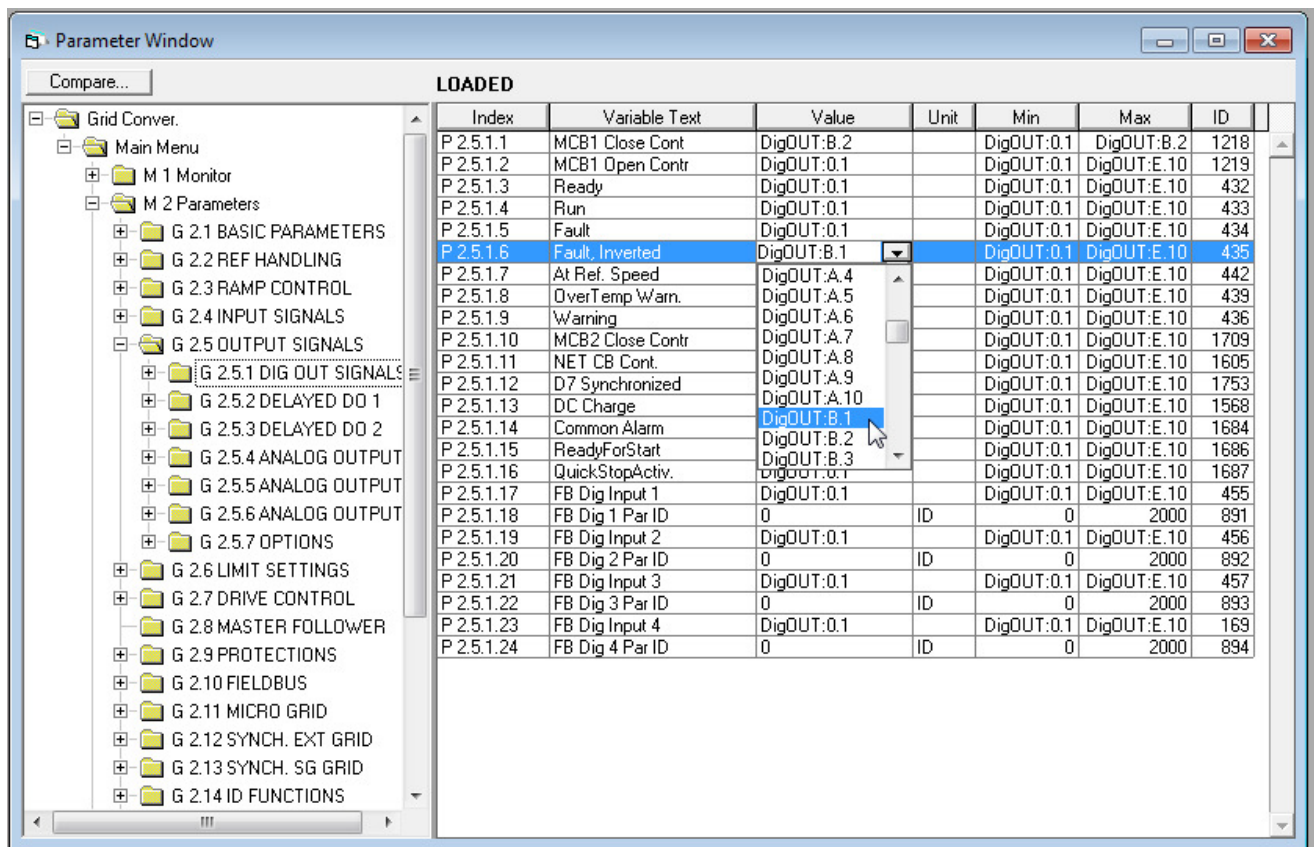 Parameter Window
Compare...
LOADED
Grid Conver.
Main Menu
M 1 Monitor
M 2 Parameters
G 2.1 BASIC PARAMETERS
G 2.2 REF HANDLING
G 2.3 RAMP CONTROL
G 2.4 INPUT SIGNALS
G 2.5 OUTPUT SIGNALS
G 2.5.1 DIG OUT SIGNALS
G 2.5.2 DELAYED DO 1
G 2.5.3 DELAYED DO 2
G 2.5.4 ANALOG OUTPUT
G 2.5.5 ANALOG OUTPUT
G 2.5.6 ANALOG OUTPUT
G 2.5.7 OPTIONS
G 2.6 LIMIT SETTINGS
G 2.7 DRIVE CONTROL
G 2.8 MASTER FOLLOWER
G 2.9 PROTECTIONS
G 2.10 FIELDBUS
G 2.11 MICRO GRID
G 2.12 SYNCH. EXT GRID
G 2.13 SYNCH. SG GRID
G 2.14 ID FUNCTIONS
Index Variable Text Value Unit Min Max ID
P 2.5.1.1 MCB1 Close Cont DigOUT:B.2 DigOUT:0.1 DigOUT:B.2 1218
P 2.5.1.2 MCB1 Open Contr DigOUT:0.1 DigOUT:0.1 DigOUT:E.10 1219
P 2.5.1.3 Ready DigOUT:0.1 DigOUT:0.1 DigOUT:E.10 432
P 2.5.1.4 Run DigOUT:0.1 DigOUT:0.1 DigOUT:E.10 433
P 2.5.1.5 Fault DigOUT:0.1 DigOUT:0.1 DigOUT:E.10 434
P 2.5.1.6 Fault, Inverted DigOUT:B.1 DigOUT:0.1 DigOUT:E.10 435
P 2.5.1.7 At Ref. Speed DigOUT:0.1 DigOUT:E.10 442
P 2.5.1.8 OverTemp Warn. DigOUT:0.1 DigOUT:E.10 439
P 2.5.1.9 Warning DigOUT:0.1 DigOUT:E.10 436
P 2.5.1.10 MCB2 Close Contr DigOUT:0.1 DigOUT:E.10 1709
P 2.5.1.11 NET CB Cont. DigOUT:0.1 DigOUT:E.10 1605
P 2.5.1.12 D7 Synchronized DigOUT:0.1 DigOUT:E.10 1753
P 2.5.1.13 DC Charge DigOUT:0.1 DigOUT:E.10 1568
P 2.5.1.14 Common Alarm DigOUT:0.1 DigOUT:E.10 1684
P 2.5.1.15 ReadyForStart DigOUT:0.1 DigOUT:E.10 1686
P 2.5.1.16 QuickStopActiv. DigOUT:0.1 DigOUT:0.1 DigOUT:E.10 1687
P 2.5.1.17 FB Dig Input 1 DigOUT:0.1 DigOUT:0.1 DigOUT:E.10 455
P 2.5.1.18 FB Dig 1 Par ID 0 ID 0 2000 891
P 2.5.1.19 FB Dig Input 2 DigOUT:0.1 DigOUT:0.1 DigOUT:E.10 456
P 2.5.1.20 FB Dig 2 Par ID 0 ID 0 2000 892
P 2.5.1.21 FB Dig Input 3 DigOUT:0.1 DigOUT:0.1 DigOUT:E.10 457
P 2.5.1.22 FB Dig 3 Par ID 0 ID 0 2000 893
P 2.5.1.23 FB Dig Input 4 DigOUT:0.1 DigOUT:0.1 DigOUT:E.10 169
P 2.5.1.24 FB Dig 4 Par ID 0 ID 0 2000 894
DigOUT:A.4
DigOUT:A.5
DigOUT:A.6
DigOUT:A.7
DigOUT:A.8
DigOUT:A.9
DigOUT:A.10
DigOUT:B.1
DigOUT:B.2
DigOUT:B.3